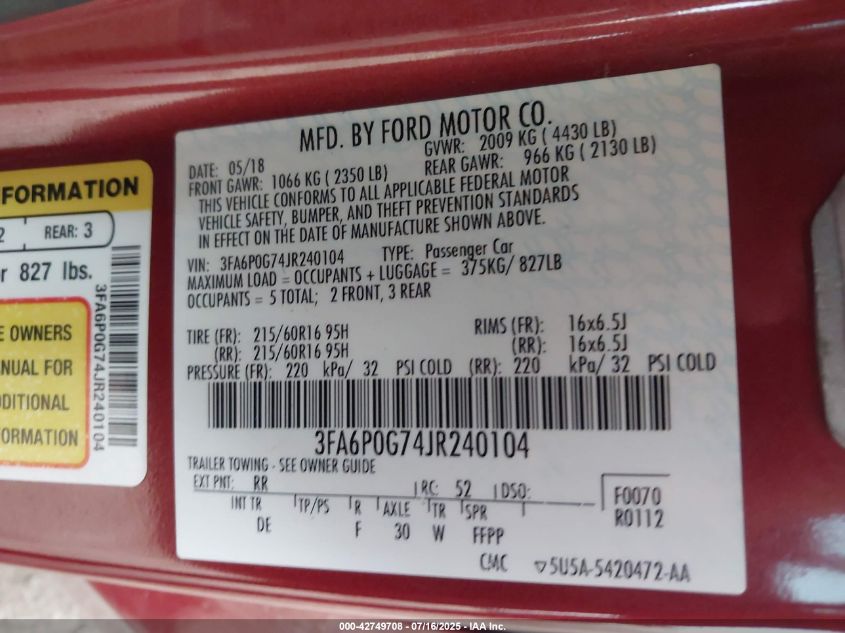 MFD. BY FORD MOTOR CO.
DATE: 05/18
GVWR: 2009 KG ( 4430 LB)
FRONT GAWR: 1066 KG ( 2350 LB)
REAR GAWR: 966 KG ( 2130 LB)
THIS VEHICLE CONFORMS TO ALL APPLICABLE FEDERAL MOTOR
VEHICLE SAFETY, BUMPER, AND THEFT PREVENTION STANDARDS
IN EFFECT ON THE DATE OF MANUFACTURE SHOWN ABOVE.
VIN: 3FA6P0G74JR240104 TYPE: Passenger Car
MAXIMUM LOAD = OCCUPANTS + LUGGAGE = 375KG/ 827LB
OCCUPANTS = 5 TOTAL; 2 FRONT, 3 REAR
TIRE (FR): 215/60R16 95H RIMS (FR): 16x6.5J
(RR): 215/60R16 95H (RR): 16x6.5J
PRESSURE (FR): 220 kPa/ 32 PSI COLD (RR): 220 kPa/ 32 PSI COLD
3FA6P0G74JR240104
TRAILER TOWING - SEE OWNER GUIDE
EXT PNT: RR RC: 52 DSO:
F0070
R0112
INT TR TP/PS R AXLE TR SPR
DE F 30 W FFPP
CMC 5U5A-5420472-AA
FORMATION
2 REAR: 3
r 827 lbs.
E OWNERS
NUAL FOR
DDITIONAL
FORMATION
3FA6P0G74JR240104
000-42749708 - 07/16/2025 - IAA Inc.